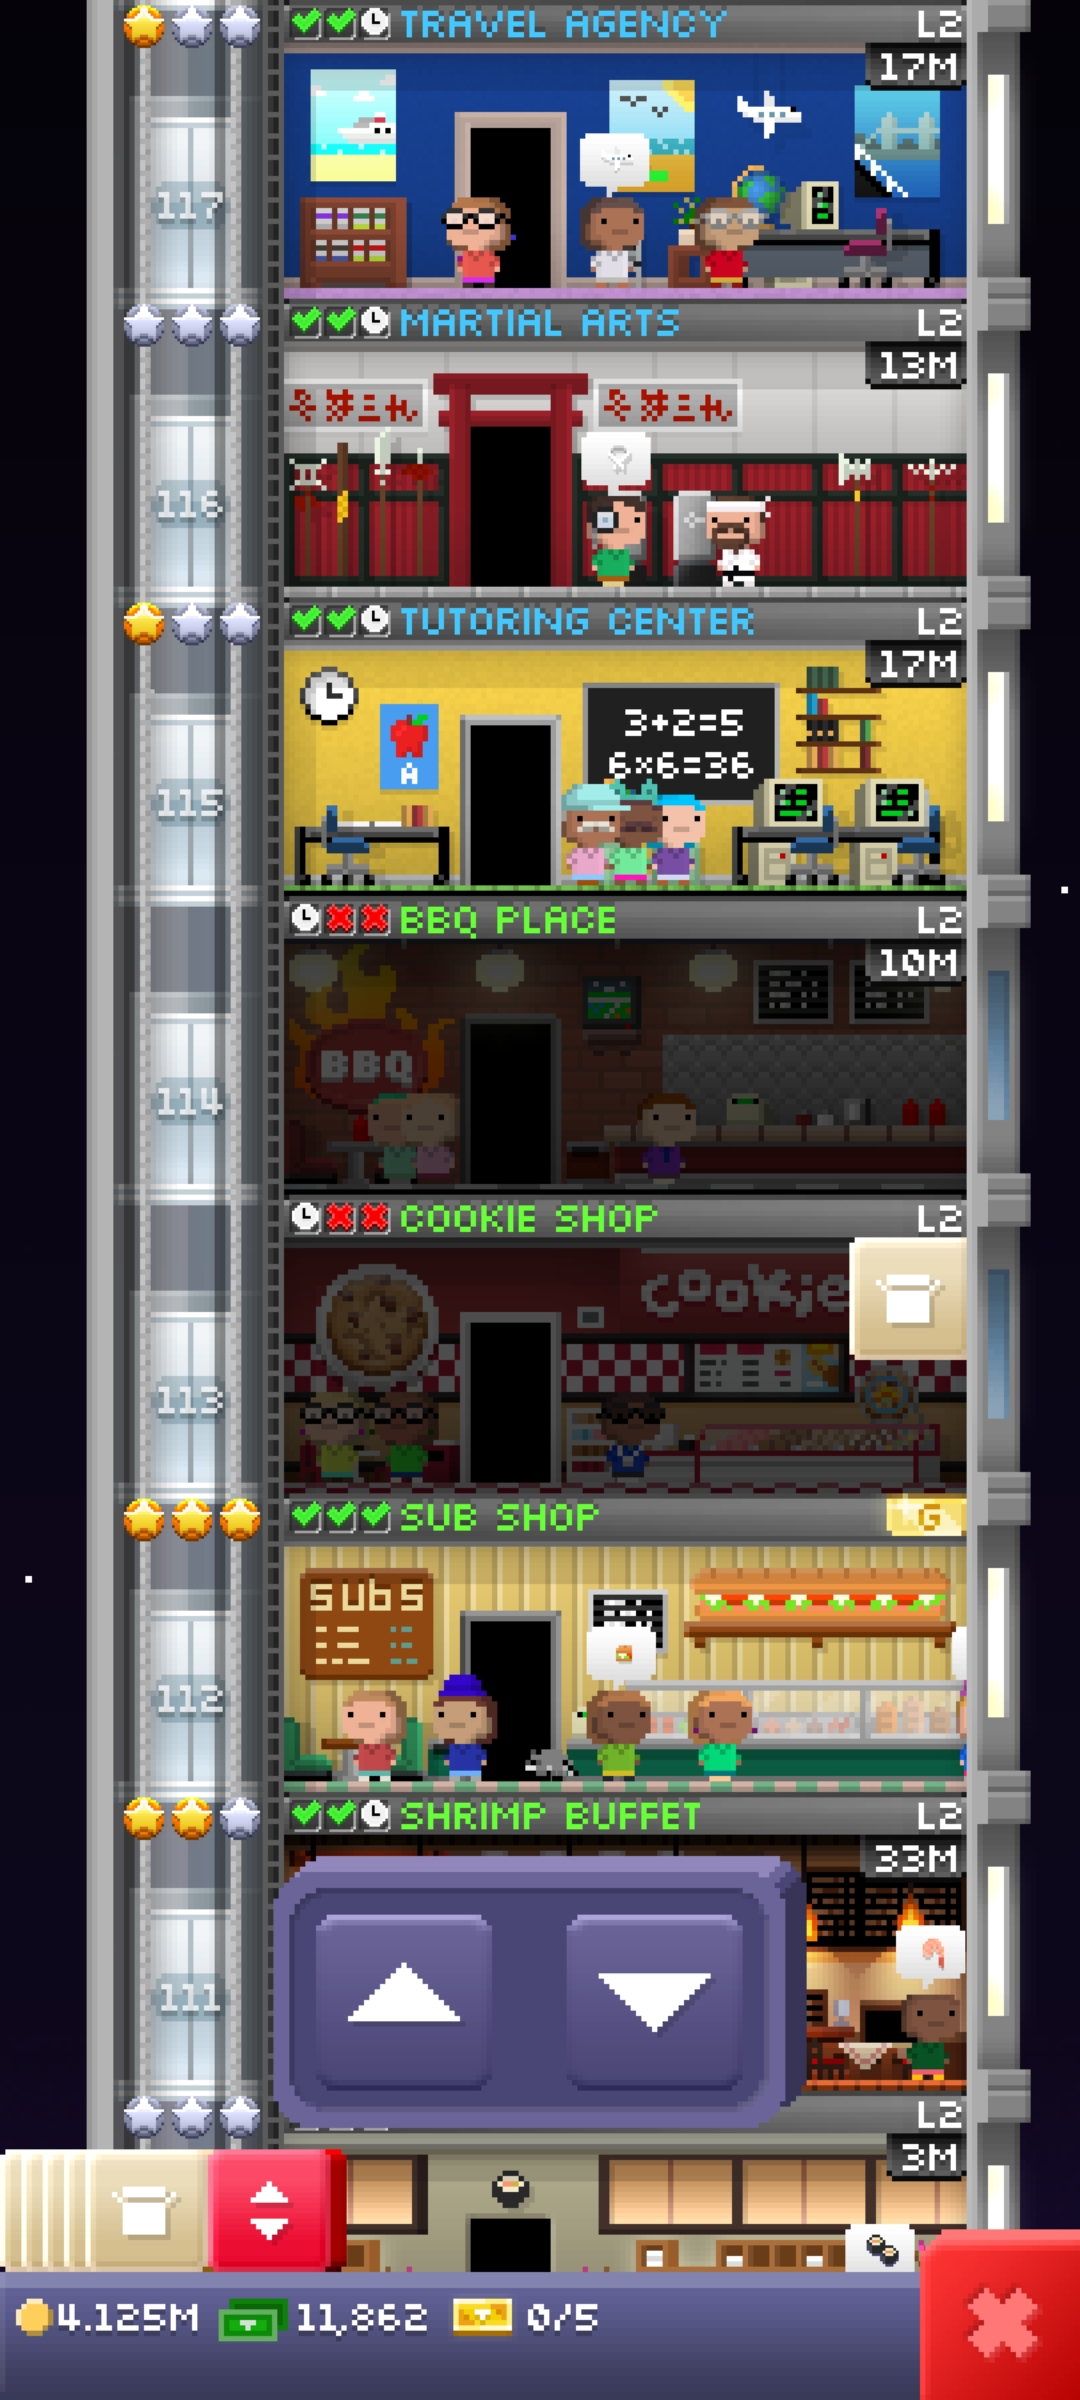 TRAVEL AGENCY L2
17M
117
MARTIAL ARTS L2
13M
116
TUTORING CENTER L2
17M
3+2=5
6x6=36
A
115
BBQ PLACE L2
10M
BBQ
114
COOKIE SHOP L2
cookie
113
SUB SHOP G
subs
112
SHRIMP BUFFET L2
33M
111
L2
3M
4.125M 11,862 0/5